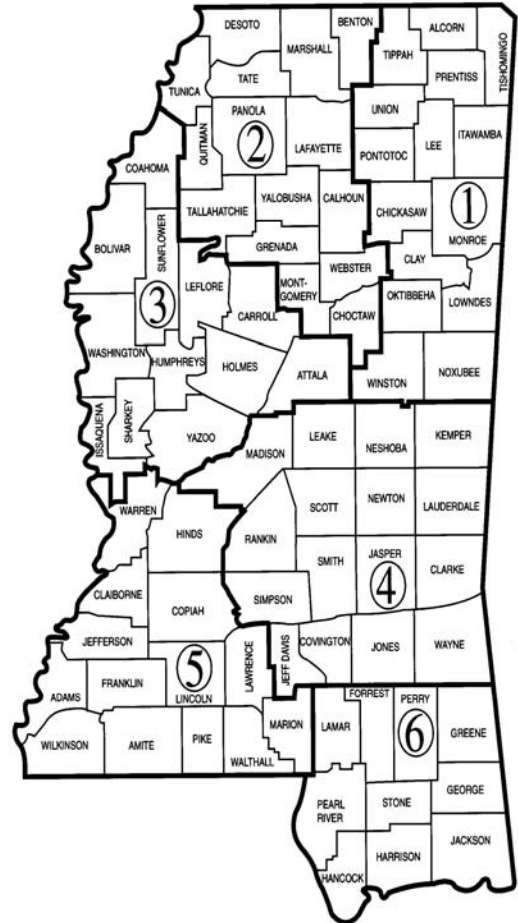 DESOTO
BENTON
ALCORN
TISHOMINGO
MARSHALL
TIPPAH
PRENTISS
TUNICA
TATE
PANOLA
2
QUITMAN
LAFAYETTE
UNION
LEE
ITAWAMBA
PONTOTOC
COAHOMA
TALLAHATCHIE
YALOBUSHA
CALHOUN
CHICKASAW
1
MONROE
BOLIVAR
SUNFLOWER
GRENADA
CLAY
LEFLORE
WEBSTER
MONT-
GOMERY
OKTIBBEHA
LOWNDES
3
CARROLL
CHOCTAW
WASHINGTON
HUMPHREYS
HOLMES
ATTALA
WINSTON
NOXUBEE
ISSAQUENA
SHARKEY
YAZOO
MADISON
LEAKE
NESHOBA
KEMPER
WARREN
HINDS
RANKIN
SCOTT
NEWTON
LAUDERDALE
SMITH
JASPER
4
CLARKE
CLAIBORNE
COPIAH
SIMPSON
JEFFERSON
LAWRENCE
JEFF DAVIS
COVINGTON
JONES
WAYNE
ADAMS
FRANKLIN
5
LINCOLN
WILKINSON
AMITE
PIKE
WALTHALL
MARION
LAMAR
FORREST
PERRY
6
GREENE
PEARL
RIVER
STONE
GEORGE
HANCOCK
HARRISON
JACKSON